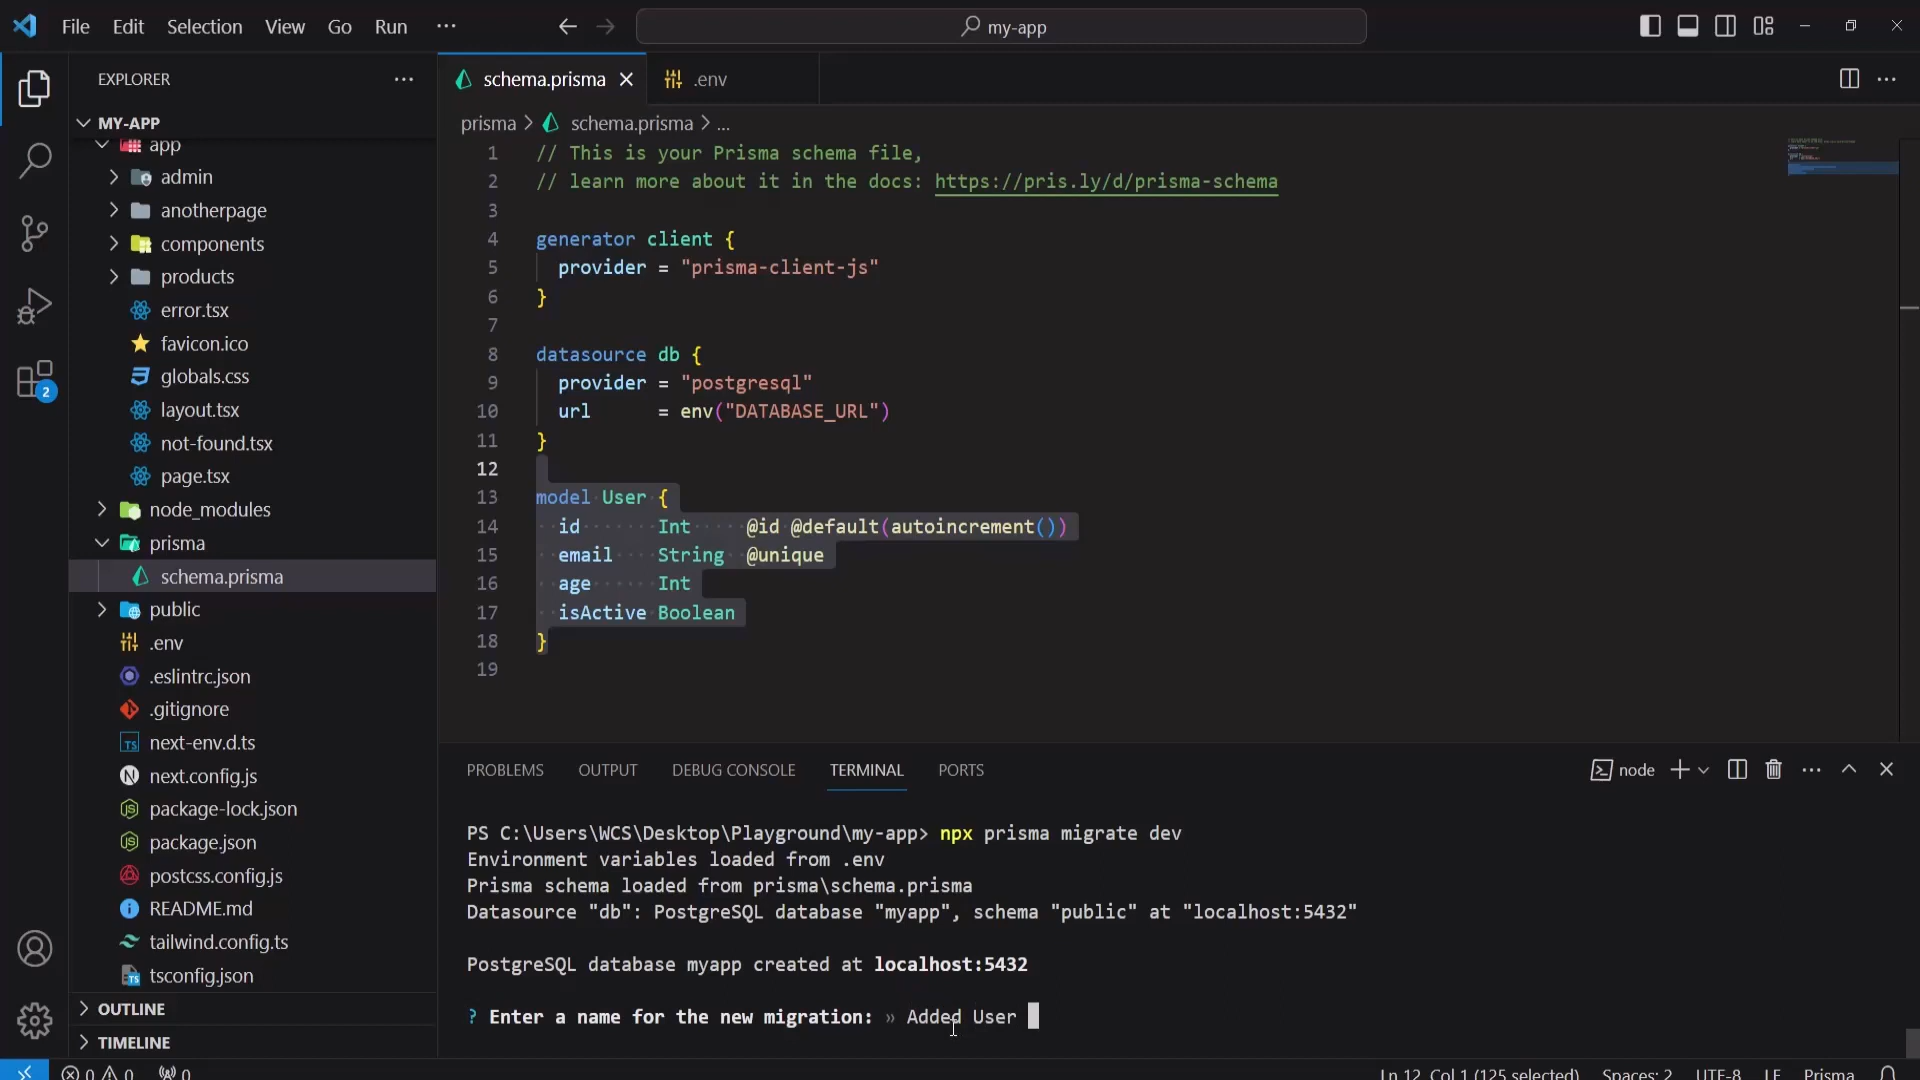 File Edit Selection View Go Run ...
my-app
EXPLORER
MY-APP
app
admin
anotherpage
components
products
error.tsx
favicon.ico
globals.css
layout.tsx
not-found.tsx
page.tsx
node_modules
prisma
schema.prisma
public
.env
.eslintrc.json
.gitignore
next-env.d.ts
next.config.js
package-lock.json
package.json
postcss.config.js
README.md
tailwind.config.ts
tsconfig.json
OUTLINE
TIMELINE
2
schema.prisma .env
prisma > schema.prisma > ...
1 // This is your Prisma schema file,
2 // learn more about it in the docs: https://pris.ly/d/prisma-schema
3
4 generator client {
5 provider = "prisma-client-js"
6 }
7
8 datasource db {
9 provider = "postgresql"
10 url = env("DATABASE_URL")
11 }
12
13 model User {
14 id Int @id @default(autoincrement())
15 email String @unique
16 age Int
17 isActive Boolean
18 }
19
PROBLEMS OUTPUT DEBUG CONSOLE TERMINAL PORTS
node
PS C:\Users\WCS\Desktop\Playground\my-app> npx prisma migrate dev
Environment variables loaded from .env
Prisma schema loaded from prisma\schema.prisma
Datasource "db": PostgreSQL database "myapp", schema "public" at "localhost:5432"
PostgreSQL database myapp created at localhost:5432
? Enter a name for the new migration: » Added User
0 0 0 Ln 12, Col 1 (125 selected) Spaces: 2 UTF-8 LF Prisma